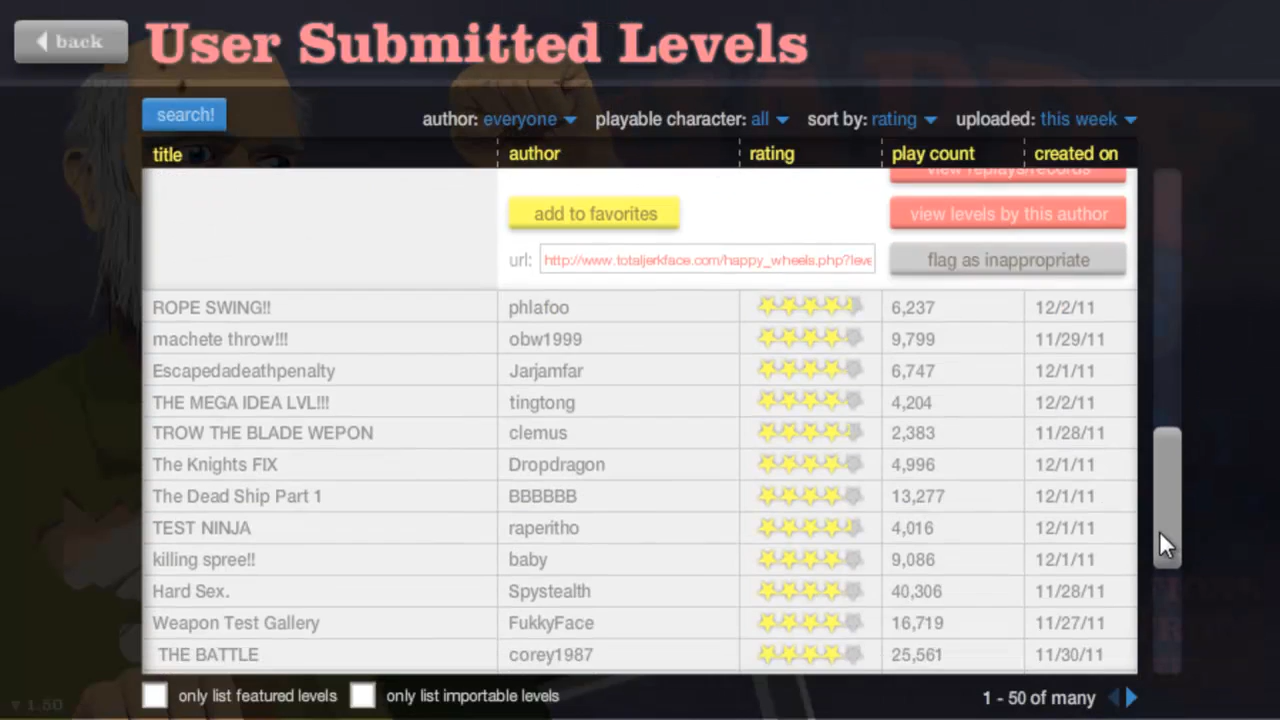 back
User Submitted Levels
search!
author: everyone playable character: all sort by: rating uploaded: this week
title author rating play count created on
view replays/records
add to favorites view levels by this author
url: http://www.totaljerkface.com/happy_wheels.php?leve flag as inappropriate
ROPE SWING!! phlafoo 6,237 12/2/11
machete throw!!! obw1999 9,799 11/29/11
Escapedadeathpenalty Jarjamfar 6,747 12/1/11
THE MEGA IDEA LVL!!! tingtong 4,204 12/2/11
TROW THE BLADE WEPON clemus 2,383 11/28/11
The Knights FIX Dropdragon 4,996 12/1/11
The Dead Ship Part 1 BBBBBB 13,277 12/1/11
TEST NINJA raperitho 4,016 12/1/11
killing spree!! baby 9,086 12/1/11
Hard Sex. Spystealth 40,306 11/28/11
Weapon Test Gallery FukkyFace 16,719 11/27/11
THE BATTLE corey1987 25,561 11/30/11
only list featured levels only list importable levels 1 - 50 of many
v 1.50